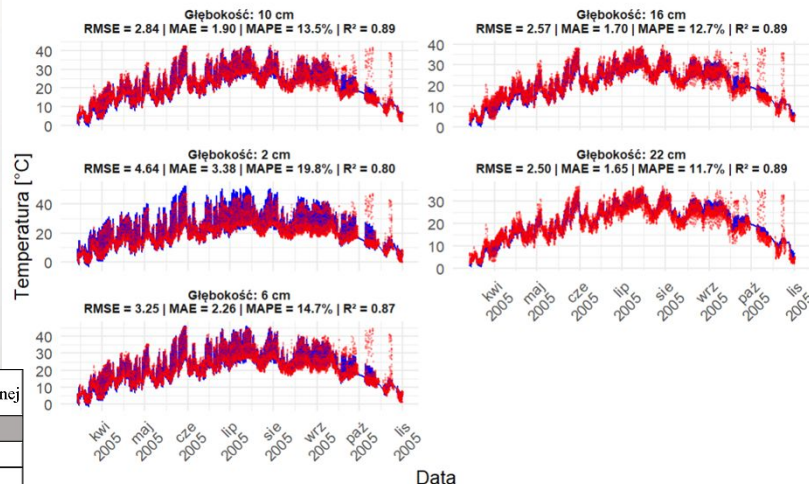 Głębokość: 10 cm
RMSE = 2.84 | MAE = 1.90 | MAPE = 13.5% | R² = 0.89
40
30
20
10
0
Głębokość: 16 cm
RMSE = 2.57 | MAE = 1.70 | MAPE = 12.7% | R² = 0.89
40
30
20
10
0
Temperatura [°C]
Głębokość: 2 cm
RMSE = 4.64 | MAE = 3.38 | MAPE = 19.8% | R² = 0.80
40
20
0
Głębokość: 22 cm
RMSE = 2.50 | MAE = 1.65 | MAPE = 11.7% | R² = 0.89
30
20
10
0
kwi 2005
maj 2005
cze 2005
lip 2005
sie 2005
wrz 2005
paź 2005
lis 2005
Głębokość: 6 cm
RMSE = 3.25 | MAE = 2.26 | MAPE = 14.7% | R² = 0.87
40
30
20
10
0
kwi 2005
maj 2005
cze 2005
lip 2005
sie 2005
wrz 2005
paź 2005
lis 2005
Data
nej